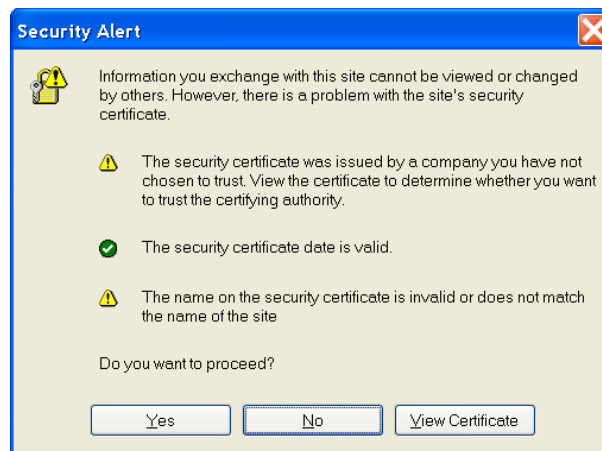 Security Alert
Information you exchange with this site cannot be viewed or changed
by others. However, there is a problem with the site's security
certificate.
The security certificate was issued by a company you have not
chosen to trust. View the certificate to determine whether you want
to trust the certifying authority.
The security certificate date is valid.
The name on the security certificate is invalid or does not match
the name of the site
Do you want to proceed?
Yes
No
View Certificate